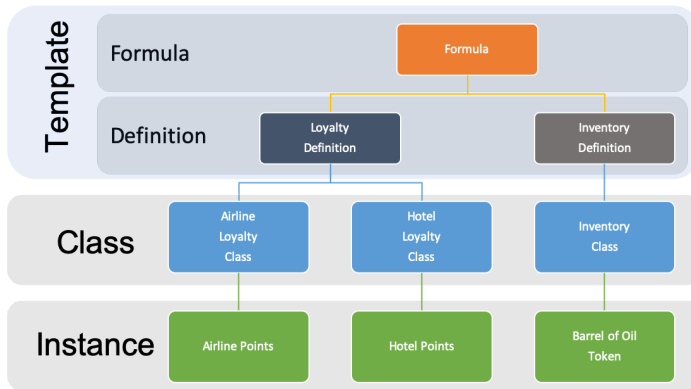 Template
Formula
Formula
Definition
Loyalty
Definition
Inventory
Definition
Class
Airline
Loyalty
Class
Hotel
Loyalty
Class
Inventory
Class
Instance
Airline Points
Hotel Points
Barrel of Oil
Token